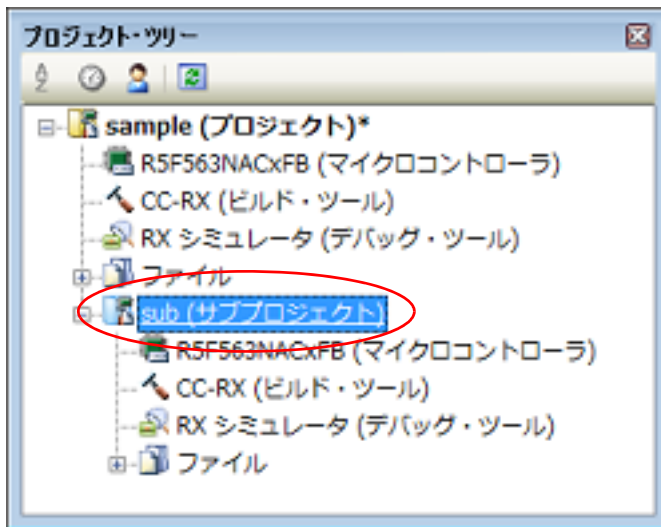 プロジェクト・ツリー
sample (プロジェクト)*
R5F563NACxFB (マイクロコントローラ)
CC-RX (ビルド・ツール)
RX シミュレータ (デバッグ・ツール)
ファイル
sub (サブプロジェクト)
R5F563NACxFB (マイクロコントローラ)
CC-RX (ビルド・ツール)
RX シミュレータ (デバッグ・ツール)
ファイル